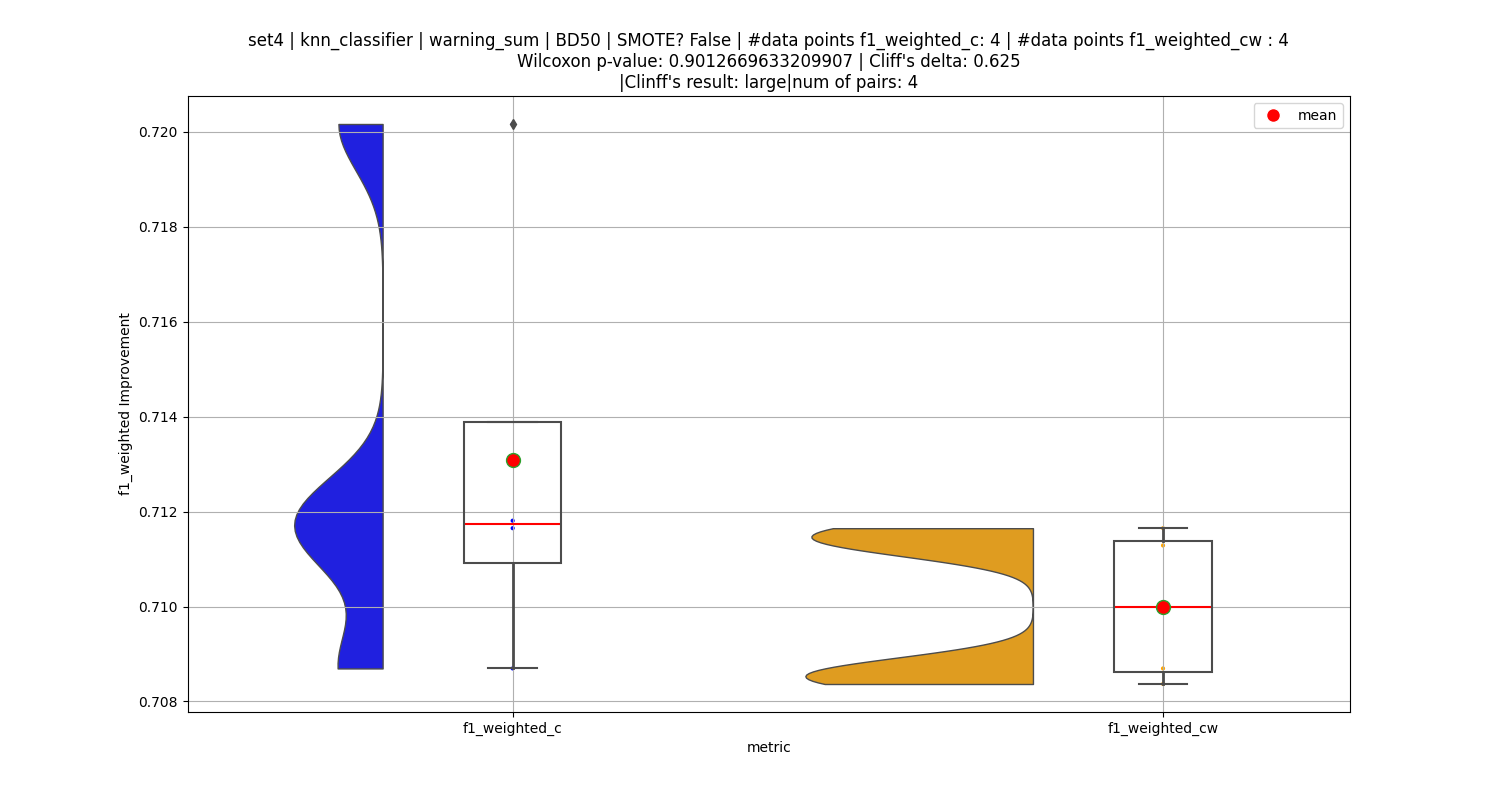 set4 | knn_classifier | warning_sum | BD50 | SMOTE? False | #data points f1_weighted_c: 4 | #data points f1_weighted_cw : 4
Wilcoxon p-value: 0.9012669633209907 | Cliff's delta: 0.625
|Clinff's result: large|num of pairs: 4
mean
0.720
0.718
0.716
0.714
0.712
0.710
0.708
f1_weighted Improvement
f1_weighted_c
f1_weighted_cw
metric